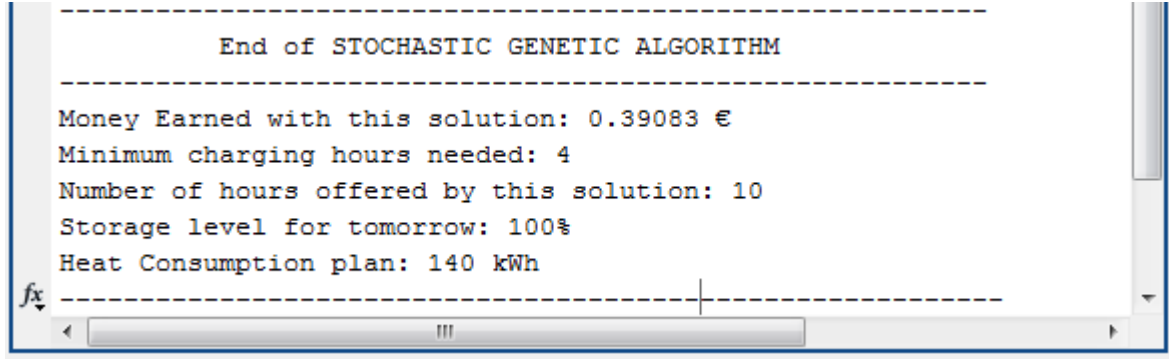 ------------------------------------------------------------
End of STOCHASTIC GENETIC ALGORITHM
------------------------------------------------------------
Money Earned with this solution: 0.39083 €
Minimum charging hours needed: 4
Number of hours offered by this solution: 10
Storage level for tomorrow: 100%
Heat Consumption plan: 140 kWh
fx ------------------------------------------------------------